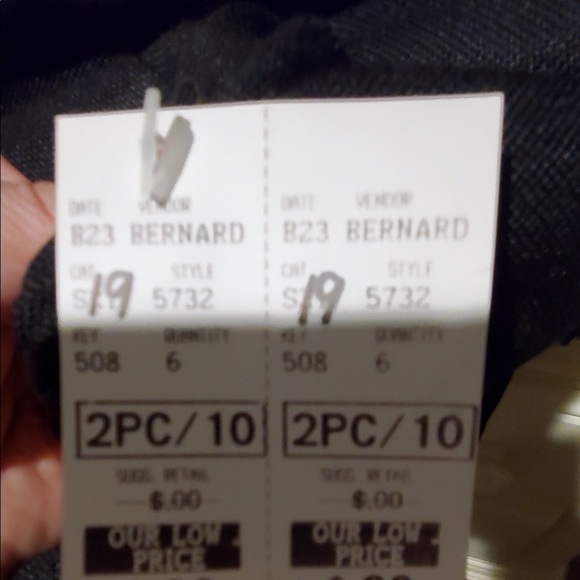 DATE VENDOR DATE VENDOR
B23 BERNARD B23 BERNARD
CAT STYLE CAT STYLE
19 5732 19 5732
KEY QUANTITY KEY QUANTITY
508 6 508 6
2PC/10 2PC/10
SUGG. RETAIL SUGG. RETAIL
$.00 $.00
OUR LOW OUR LOW
PRICE PRICE